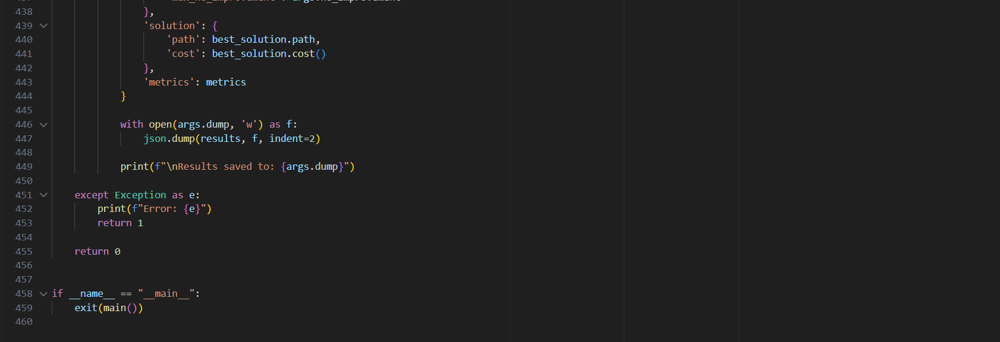 438 },
439 'solution': {
440 'path': best_solution.path,
441 'cost': best_solution.cost()
442 },
443 'metrics': metrics
444 }
445
446 with open(args.dump, 'w') as f:
447 json.dump(results, f, indent=2)
448
449 print(f"\nResults saved to: {args.dump}")
450
451 except Exception as e:
452 print(f"Error: {e}")
453 return 1
454
455 return 0
456
457
458 if __name__ == "__main__":
459 exit(main())
460